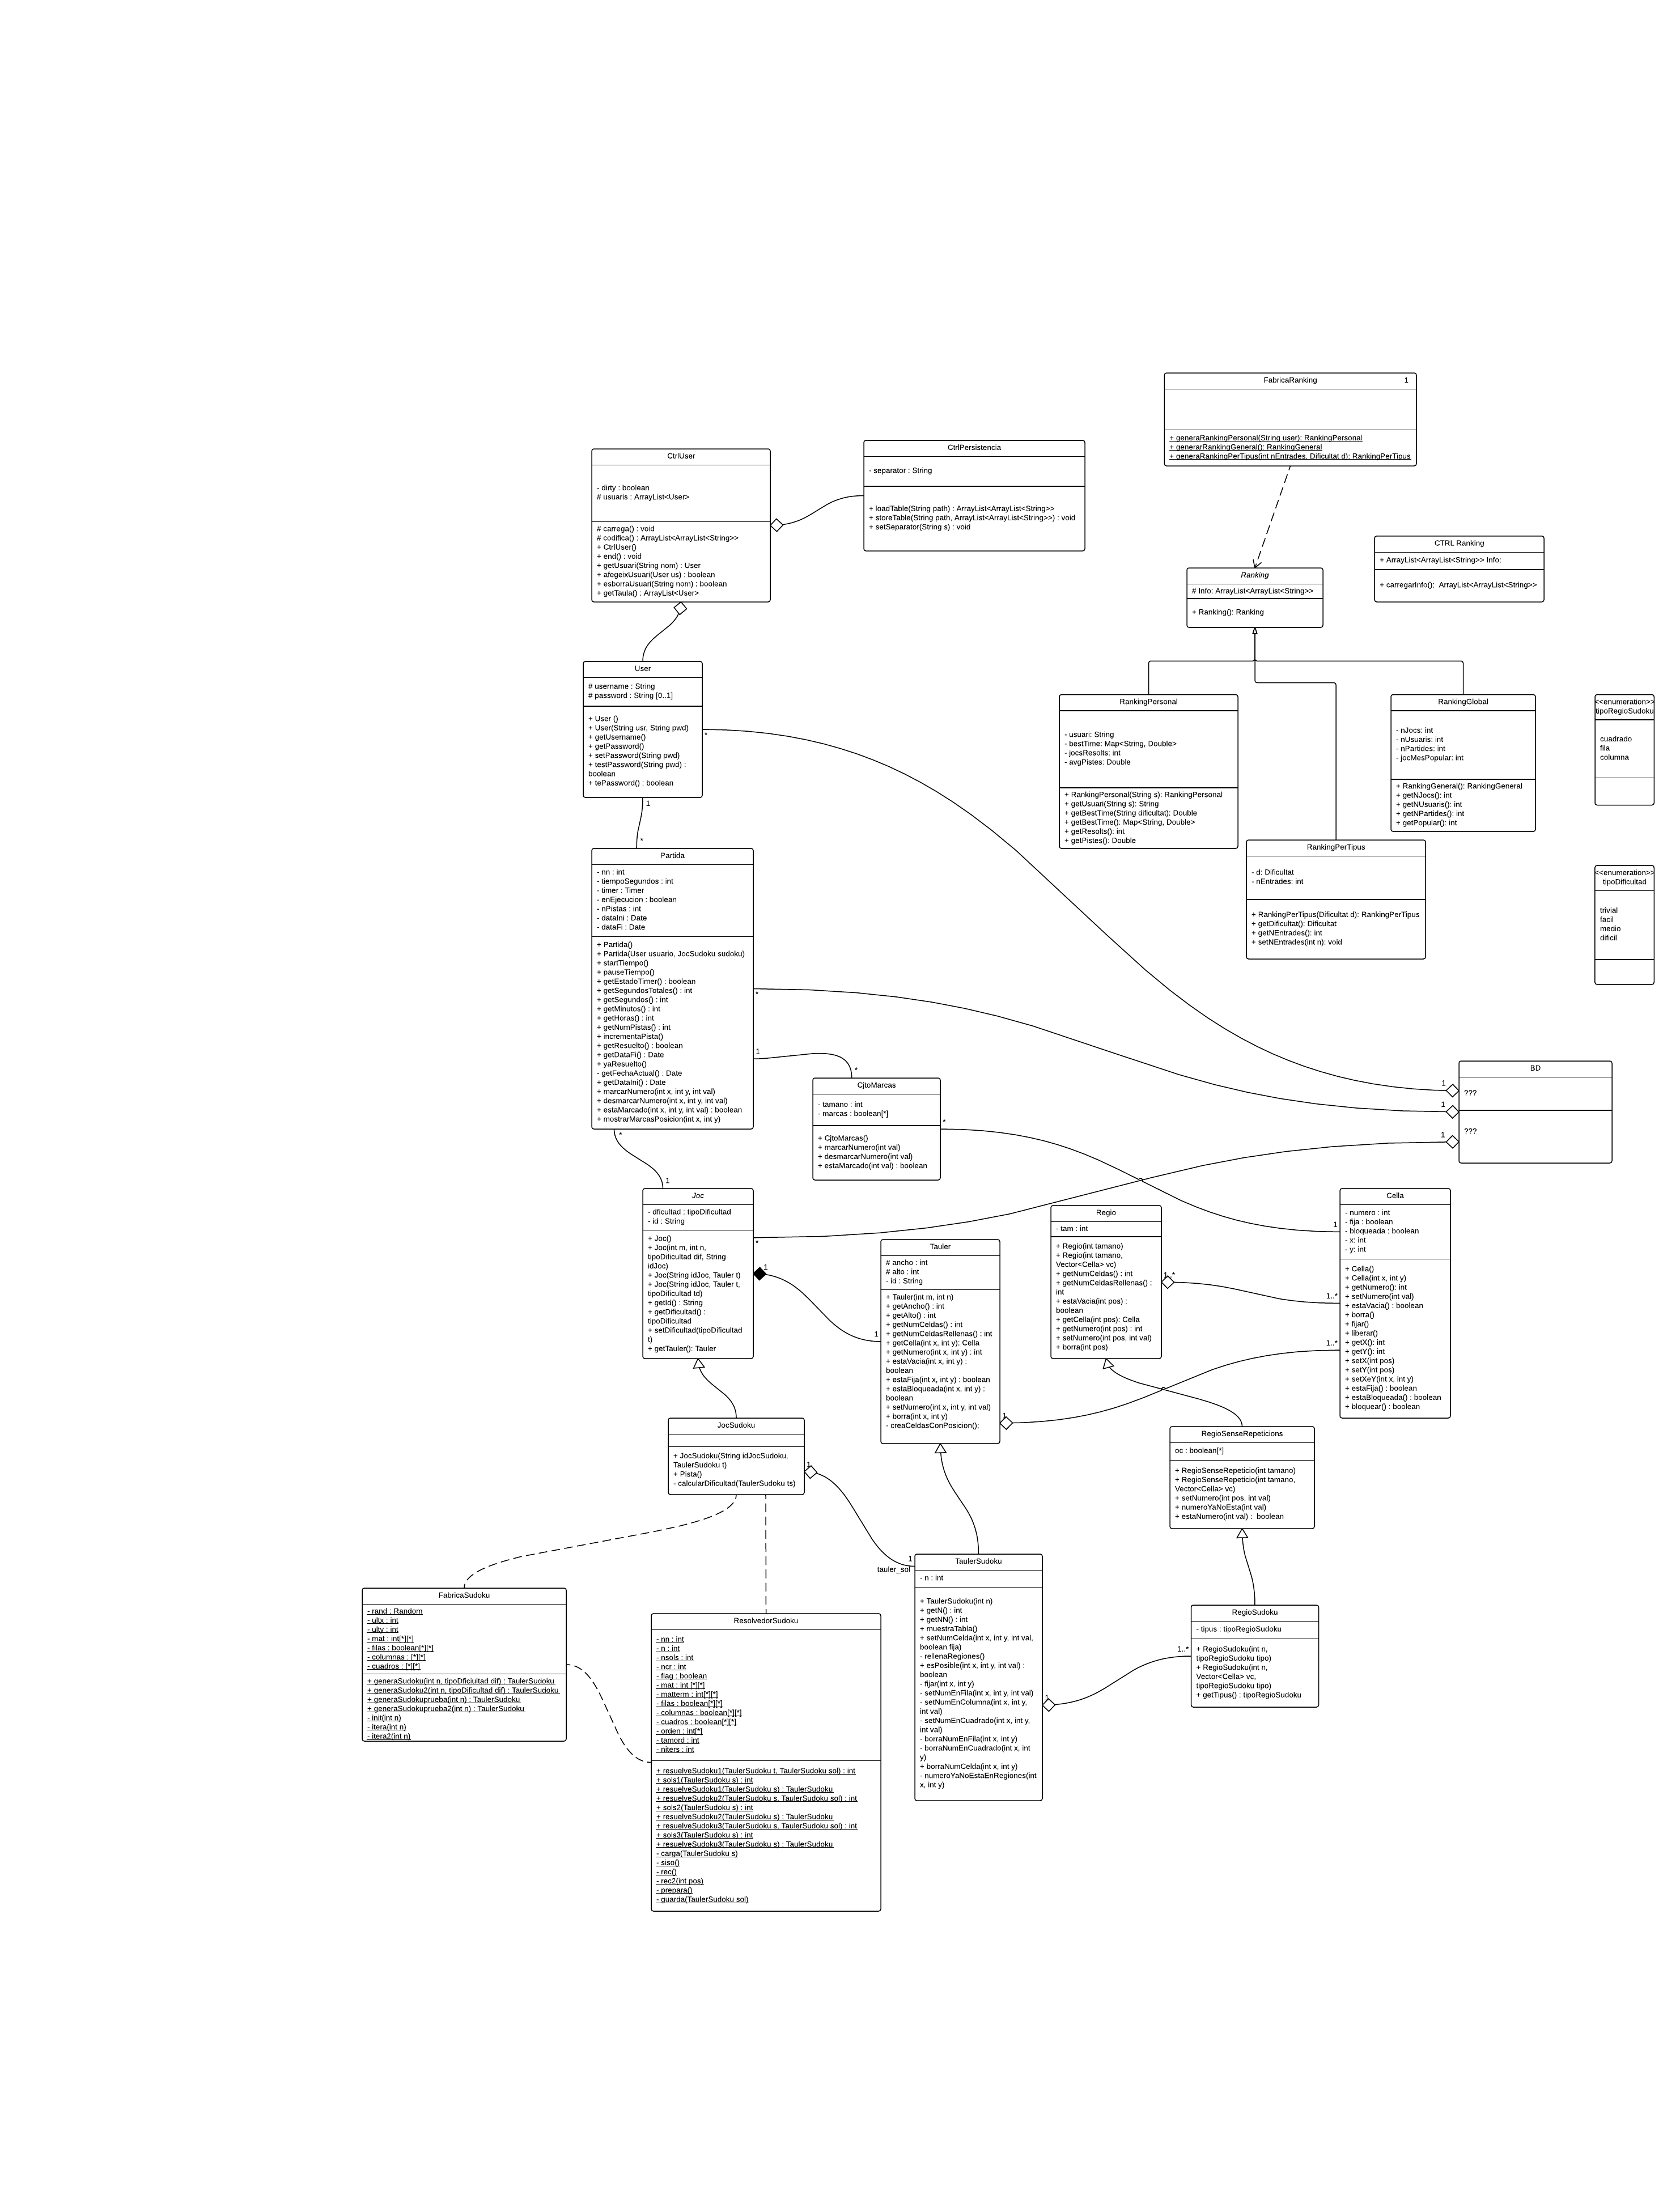 FabricaRanking
1
+ generaRankingPersonal(String user): RankingPersonal
+ generarRankingGeneral(): RankingGeneral
+ generaRankingPerTipus(int nEntrades, Dificultat d): RankingPerTipus
CtrlUser
- dirty : boolean
# usuaris : ArrayList<User>
# carrega() : void
# codifica() : ArrayList<ArrayList<String>>
+ CtrlUser()
+ end() : void
+ getUsuari(String nom) : User
+ afegeixUsuari(User us) : boolean
+ esborraUsuari(String nom) : boolean
+ getTaula() : ArrayList<User>
CtrlPersistencia
- separator : String
+ loadTable(String path) : ArrayList<ArrayList<String>>
+ storeTable(String path, ArrayList<ArrayList<String>>) : void
+ setSeparator(String s) : void
CTRL Ranking
+ ArrayList<ArrayList<String>> Info;
+ carregarInfo();  ArrayList<ArrayList<String>>
Ranking
# Info: ArrayList<ArrayList<String>>
+ Ranking(): Ranking
User
# username : String
# password : String [0..1]
+ User ()
+ User(String usr, String pwd)
+ getUsername()
+ getPassword()
+ setPassword(String pwd)
+ testPassword(String pwd) :
boolean
+ tePassword() : boolean
*
1
*
RankingPersonal
- usuari: String
- bestTime: Map<String, Double>
- jocsResolts: int
- avgPistes: Double
+ RankingPersonal(String s): RankingPersonal
+ getUsuari(String s): String
+ getBestTime(String dificultat): Double
+ getBestTime(): Map<String, Double>
+ getResolts(): int
+ getPistes(): Double
RankingGlobal
- nJocs: int
- nUsuaris: int
- nPartides: int
- jocMesPopular: int
+ RankingGeneral(): RankingGeneral
+ getNJocs(): int
+ getNUsuaris(): int
+ getNPartides(): int
+ getPopular(): int
<<enumeration>>
tipoRegioSudoku
cuadrado
fila
columna
RankingPerTipus
- d: Dificultat
- nEntrades: int
+ RankingPerTipus(Dificultat d): RankingPerTipus
+ getDificultat(): Dificultat
+ getNEntrades(): int
+ setNEntrades(int n): void
<<enumeration>>
tipoDificultad
trivial
facil
medio
dificil
Partida
- nn : int
- tiempoSegundos : int
- timer : Timer
- enEjecucion : boolean
- nPistas : int
- dataIni : Date
- dataFi : Date
+ Partida()
+ Partida(User usuario, JocSudoku sudoku)
+ startTiempo()
+ pauseTiempo()
+ getEstadoTimer() : boolean
+ getSegundosTotales() : int
+ getSegundos() : int
+ getMinutos() : int
+ getHoras() : int
+ getNumPistas() : int
+ incrementaPista()
+ getResuelto() : boolean
+ getDataFi() : Date
+ yaResuelto()
- getFechaActual() : Date
+ getDataIni() : Date
+ marcarNumero(int x, int y, int val)
+ desmarcarNumero(int x, int y, int val)
+ estaMarcado(int x, int y, int val) : boolean
+ mostrarMarcasPosicion(int x, int y)
*
1
*
*
1
CjtoMarcas
- tamano : int
- marcas : boolean[*]
+ CjtoMarcas()
+ marcarNumero(int val)
+ desmarcarNumero(int val)
+ estaMarcado(int val) : boolean
*
BD
???
???
1
1
1
Joc
- dficultad : tipoDificultad
- id : String
+ Joc()
+ Joc(int m, int n,
tipoDificultad dif, String
idJoc)
+ Joc(String idJoc, Tauler t)
+ Joc(String idJoc, Tauler t,
tipoDificultad td)
+ getId() : String
+ getDificultad() :
tipoDificultad
+ setDificultad(tipoDificultad
t)
+ getTauler(): Tauler
*
1
1
Tauler
# ancho : int
# alto : int
- id : String
+ Tauler(int m, int n)
+ getAncho() : int
+ getAlto() : int
+ getNumCeldas() : int
+ getNumCeldasRellenas() : int
+ getCella(int x, int y): Cella
+ getNumero(int x, int y) : int
+ estaVacia(int x, int y) :
boolean
+ estaFija(int x, int y) : boolean
+ estaBloqueada(int x, int y) :
boolean
+ setNumero(int x, int y, int val)
+ borra(int x, int y)
- creaCeldasConPosicion();
1
Regio
- tam : int
+ Regio(int tamano)
+ Regio(int tamano,
Vector<Cella> vc)
+ getNumCeldas() : int
+ getNumCeldasRellenas() :
int
+ estaVacia(int pos) :
boolean
+ getCella(int pos): Cella
+ getNumero(int pos) : int
+ setNumero(int pos, int val)
+ borra(int pos)
1..*
Cella
- numero : int
- fija : boolean
- bloqueada : boolean
- x: int
- y: int
+ Cella()
+ Cella(int x, int y)
+ getNumero(): int
+ setNumero(int val)
+ estaVacia() : boolean
+ borra()
+ fijar()
+ liberar()
+ getX(): int
+ getY(): int
+ setX(int pos)
+ setY(int pos)
+ setXeY(int x, int y)
+ estaFija() : boolean
+ estaBloqueada() : boolean
+ bloquear() : boolean
1
1..*
1..*
JocSudoku
+ JocSudoku(String idJocSudoku,
TaulerSudoku t)
+ Pista()
- calcularDificultad(TaulerSudoku ts)
1
1
tauler_sol
RegioSenseRepeticions
oc : boolean[*]
+ RegioSenseRepeticio(int tamano)
+ RegioSenseRepeticio(int tamano,
Vector<Cella> vc)
+ setNumero(int pos, int val)
+ numeroYaNoEsta(int val)
+ estaNumero(int val) :  boolean
FabricaSudoku
- rand : Random
- ultx : int
- ulty : int
- mat : int[*][*]
- filas : boolean[*][*]
- columnas : [*][*]
- cuadros : [*][*]
+ generaSudoku(int n, tipoDficiultad dif) : TaulerSudoku
+ generaSudoku2(int n, tipoDificultad dif) : TaulerSudoku
+ generaSudokuprueba(int n) : TaulerSudoku
+ generaSudokuprueba2(int n) : TaulerSudoku
- init(int n)
- itera(int n)
- itera2(int n)
ResolvedorSudoku
- nn : int
- n : int
- nsols : int
- ncr : int
- flag : boolean
- mat : int [*][*]
- matterm : int[*][*]
- filas : boolean[*][*]
- columnas : boolean[*][*]
- cuadros : boolean[*][*]
- orden : int[*]
- tamord : int
- niters : int
+ resuelveSudoku1(TaulerSudoku t, TaulerSudoku sol) : int
+ sols1(TaulerSudoku s) : int
+ resuelveSudoku1(TaulerSudoku s) : TaulerSudoku
+ resuelveSudoku2(TaulerSudoku s, TaulerSudoku sol) : int
+ sols2(TaulerSudoku s) : int
+ resuelveSudoku2(TaulerSudoku s) : TaulerSudoku
+ resuelveSudoku3(TaulerSudoku s, TaulerSudoku sol) : int
+ sols3(TaulerSudoku s) : int
+ resuelveSudoku3(TaulerSudoku s) : TaulerSudoku
- carga(TaulerSudoku s)
- siso()
- rec()
- rec2(int pos)
- prepara()
- guarda(TaulerSudoku sol)
TaulerSudoku
- n : int
+ TaulerSudoku(int n)
+ getN() : int
+ getNN() : int
+ muestraTabla()
+ setNumCelda(int x, int y, int val,
boolean fija)
- rellenaRegiones()
+ esPosible(int x, int y, int val) :
boolean
- fijar(int x, int y)
- setNumEnFila(int x, int y, int val)
- setNumEnColumna(int x, int y,
int val)
- setNumEnCuadrado(int x, int y,
int val)
- borraNumEnFila(int x, int y)
- borraNumEnCuadrado(int x, int
y)
+ borraNumCelda(int x, int y)
- numeroYaNoEstaEnRegiones(int
x, int y)
1
1..*
RegioSudoku
- tipus : tipoRegioSudoku
+ RegioSudoku(int n,
tipoRegioSudoku tipo)
+ RegioSudoku(int n,
Vector<Cella> vc,
tipoRegioSudoku tipo)
+ getTipus() : tipoRegioSudoku